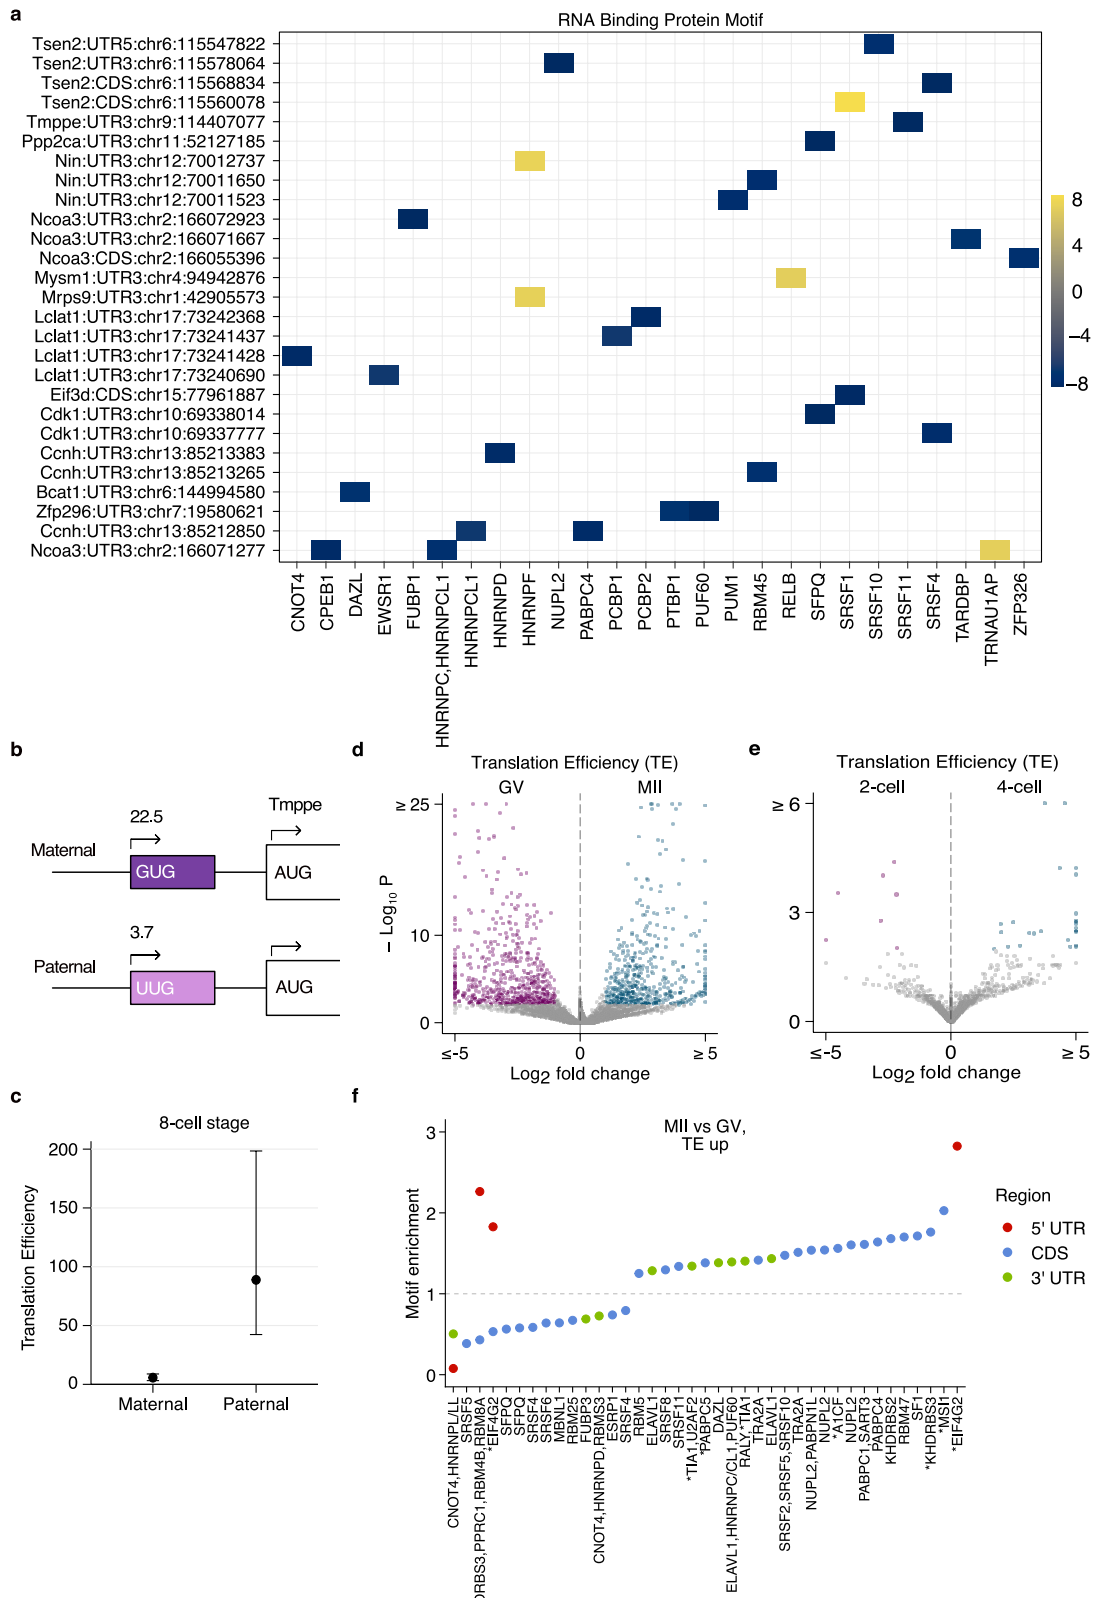 a
RNA Binding Protein Motif
Tsen2:UTR5:chr6:115547822
Tsen2:UTR3:chr6:115578064
Tsen2:CDS:chr6:115568834
Tsen2:CDS:chr6:115560078
Tmppe:UTR3:chr9:114407077
Ppp2ca:UTR3:chr11:52127185
Nin:UTR3:chr12:70012737
Nin:UTR3:chr12:70011650
Nin:UTR3:chr12:70011523
Ncoa3:UTR3:chr2:166072923
Ncoa3:UTR3:chr2:166071667
Ncoa3:CDS:chr2:166055396
Mysm1:UTR3:chr4:94942876
Mrps9:UTR3:chr1:42905573
Lclat1:UTR3:chr17:73242368
Lclat1:UTR3:chr17:73241437
Lclat1:UTR3:chr17:73241428
Lclat1:UTR3:chr17:73240690
Eif3d:CDS:chr15:77961887
Cdk1:UTR3:chr10:69338014
Cdk1:UTR3:chr10:69337777
Ccnh:UTR3:chr13:85213383
Ccnh:UTR3:chr13:85213265
Bcat1:UTR3:chr6:144994580
Zfp296:UTR3:chr7:19580621
Ccnh:UTR3:chr13:85212850
Ncoa3:UTR3:chr2:166071277
8
4
0
−4
−8
CNOT4
CPEB1
DAZL
EWSR1
FUBP1
HNRNPC,HNRNPCL1
HNRNPCL1
HNRNPD
HNRNPF
NUPL2
PABPC4
PCBP1
PCBP2
PTBP1
PUF60
PUM1
RBM45
RELB
SFPQ
SRSF1
SRSF10
SRSF11
SRSF4
TARDBP
TRNAU1AP
ZFP326
b
22.5
Tmppe
Maternal
GUG
AUG
3.7
Paternal
UUG
AUG
c
8-cell stage
Translation Efficiency
200
150
100
50
0
Maternal
Paternal
d
Translation Efficiency (TE)
GV
MII
− Log10 P
≥ 25
10
0
≤-5
0
≥ 5
Log2 fold change
e
Translation Efficiency (TE)
2-cell
4-cell
≥ 6
3
0
≤-5
0
≥ 5
Log2 fold change
f
MII vs GV,
TE up
Motif enrichment
3
2
1
0
Region
5' UTR
CDS
3' UTR
CNOT4,HNRNPL/LL
SRSF5
DRBS3,PPRC1,RBM4B,RBM8A
*EIF4G2
SFPQ
SFPQ
SRSF4
SRSF6
MBNL1
RBM25
FUBP3
CNOT4,HNRNPD,RBMS3
ESRP1
SRSF4
RBM5
ELAVL1
SRSF8
SRSF11
*TIA1,U2AF2
*PABPC5
DAZL
ELAVL1,HNRNPC/CL1,PUF60
RALY,*TIA1
TRA2A
ELAVL1
SRSF2,SRSF5,SRSF10
TRA2A
NUPL2,PABPN1L
NUPL2
*A1CF
NUPL2
PABPC1,SART3
PABPC4
KHDRBS2
RBM47
SF1
*KHDRBS3
*MSI1
*EIF4G2